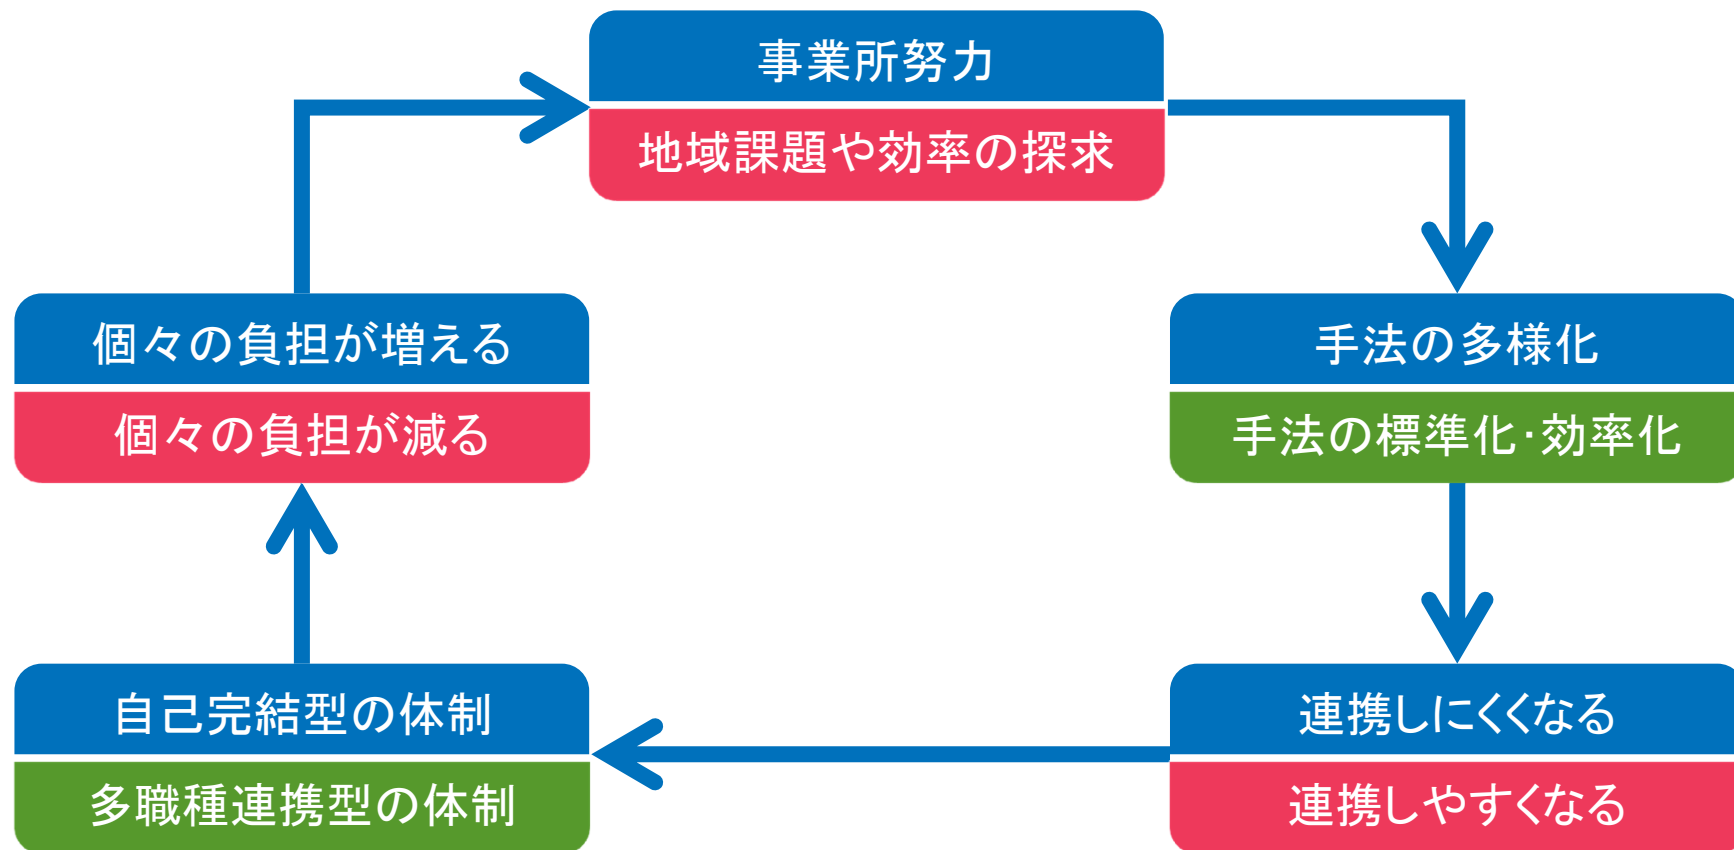 事業所努力
地域課題や効率の探求
個々の負担が増える
個々の負担が減る
手法の多様化
手法の標準化・効率化
自己完結型の体制
多職種連携型の体制
連携しにくくなる
連携しやすくなる